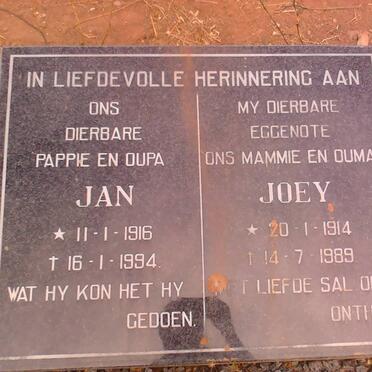 IN LIEFDEVOLLE HERINNERING AAN
ONS
DIERBARE
PAPPIE EN OUPA
JAN
★ 11-1-1916
† 16-1-1994.
WAT HY KON HET HY
GEDOEN.
MY DIERBARE
EGGENOTE
ONS MAMMIE EN OUMA
JOEY
★ 20-1-1914
† 14-7-1989
LIEFDE SAL